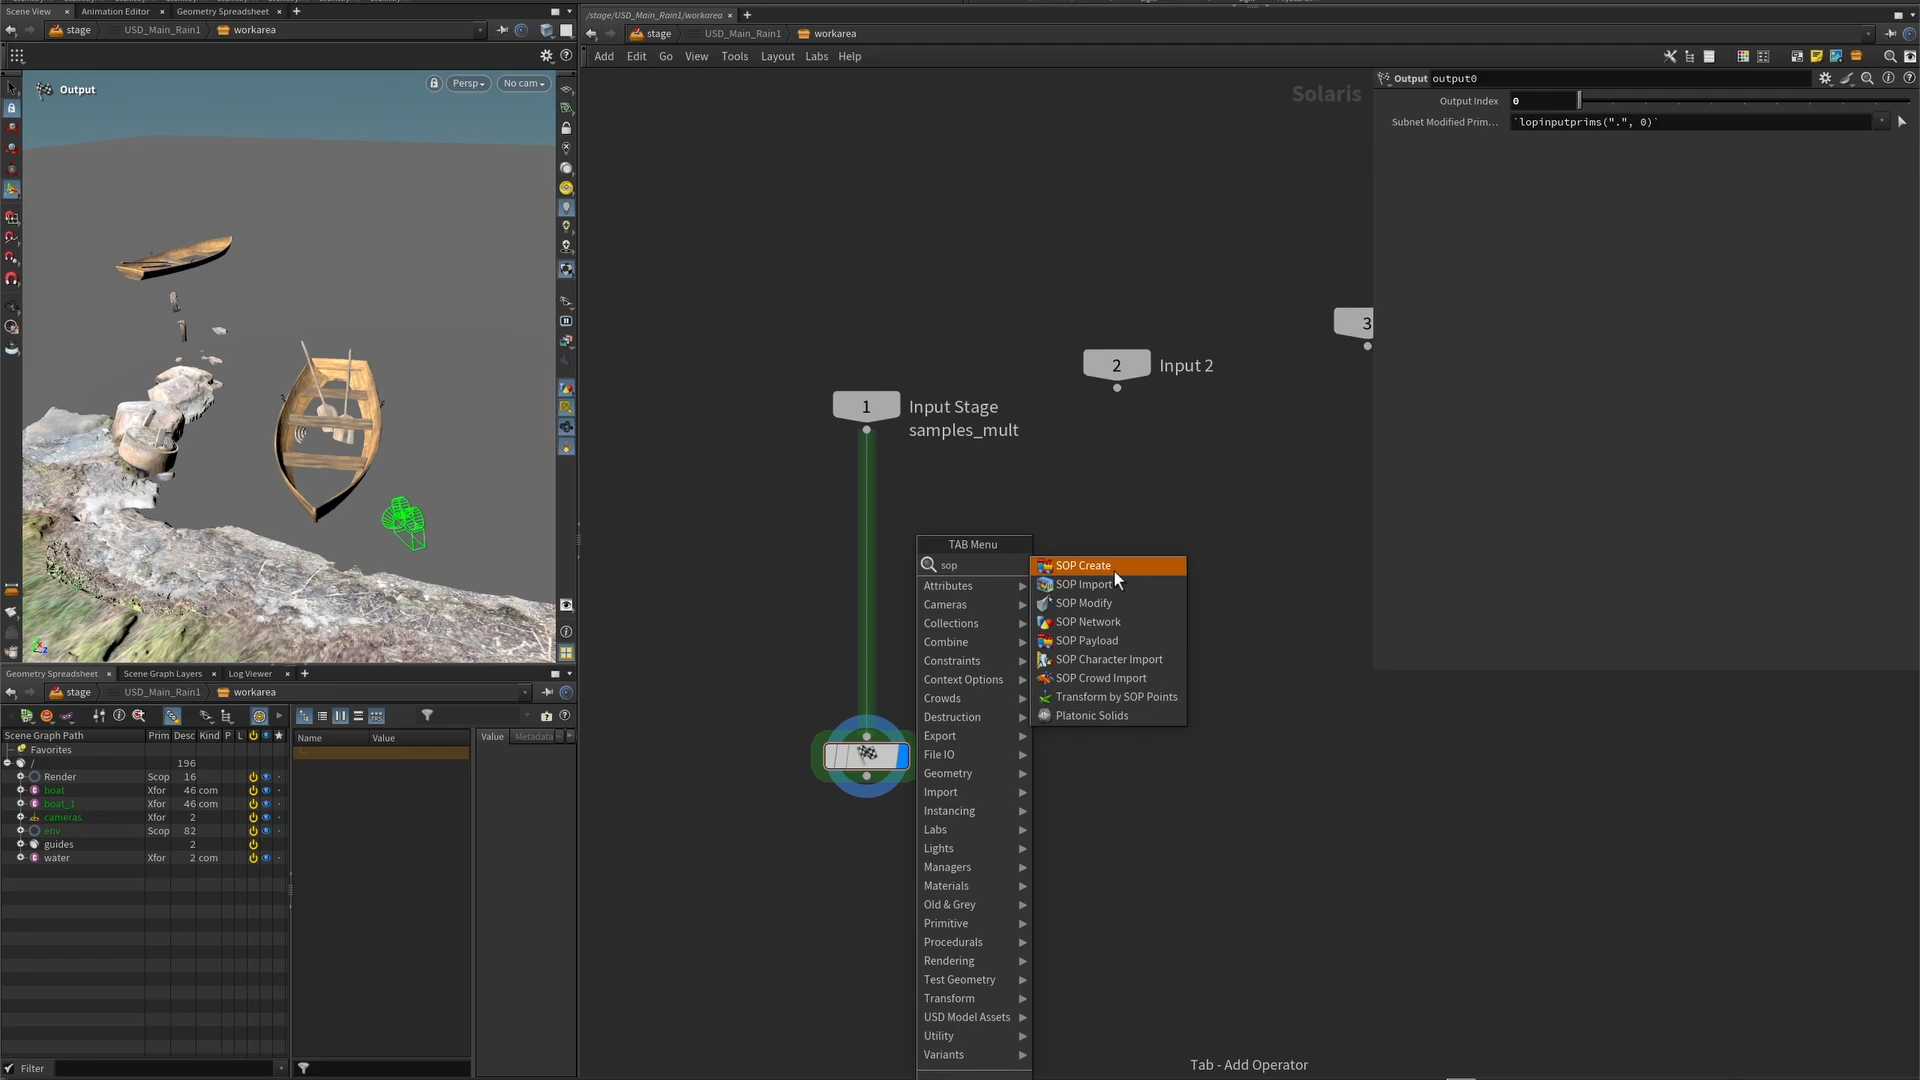 Scene View × Animation Editor × Geometry Spreadsheet × +
stage USD_Main_Rain1 workarea
Output
Persp
No cam
/stage/USD_Main_Rain1/workarea × +
stage USD_Main_Rain1 workarea
Add Edit Go View Tools Layout Labs Help
Solaris
Output output0
Output Index 0
Subnet Modified Prim... `lopinputprims(".", 0)`
3
2 Input 2
1 Input Stage
samples_mult
TAB Menu
sop
Attributes
Cameras
Collections
Combine
Constraints
Context Options
Crowds
Destruction
Export
File IO
Geometry
Import
Instancing
Labs
Lights
Managers
Materials
Old & Grey
Primitive
Procedurals
Rendering
Test Geometry
Transform
USD Model Assets
Utility
Variants
SOP Create
SOP Import
SOP Modify
SOP Network
SOP Payload
SOP Character Import
SOP Crowd Import
Transform by SOP Points
Platonic Solids
Tab - Add Operator
Geometry Spreadsheet × Scene Graph Layers × Log Viewer × +
stage USD_Main_Rain1 workarea
Scene Graph Path Prim Desc Kind P L
Favorites
/ 196
Render Scop 16
boat Xfor 46 com
boat_1 Xfor 46 com
cameras Xfor 2
env Scop 82
guides 2
water Xfor 2 com
Filter
Name Value
Value Metadata